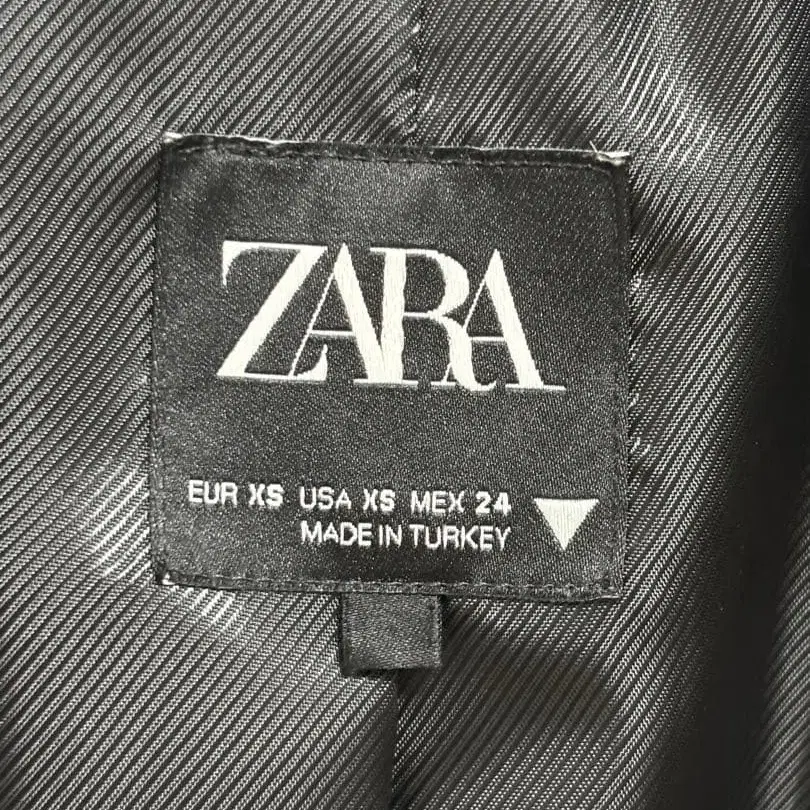 ZARA
EUR XS USA XS MEX 24
MADE IN TURKEY